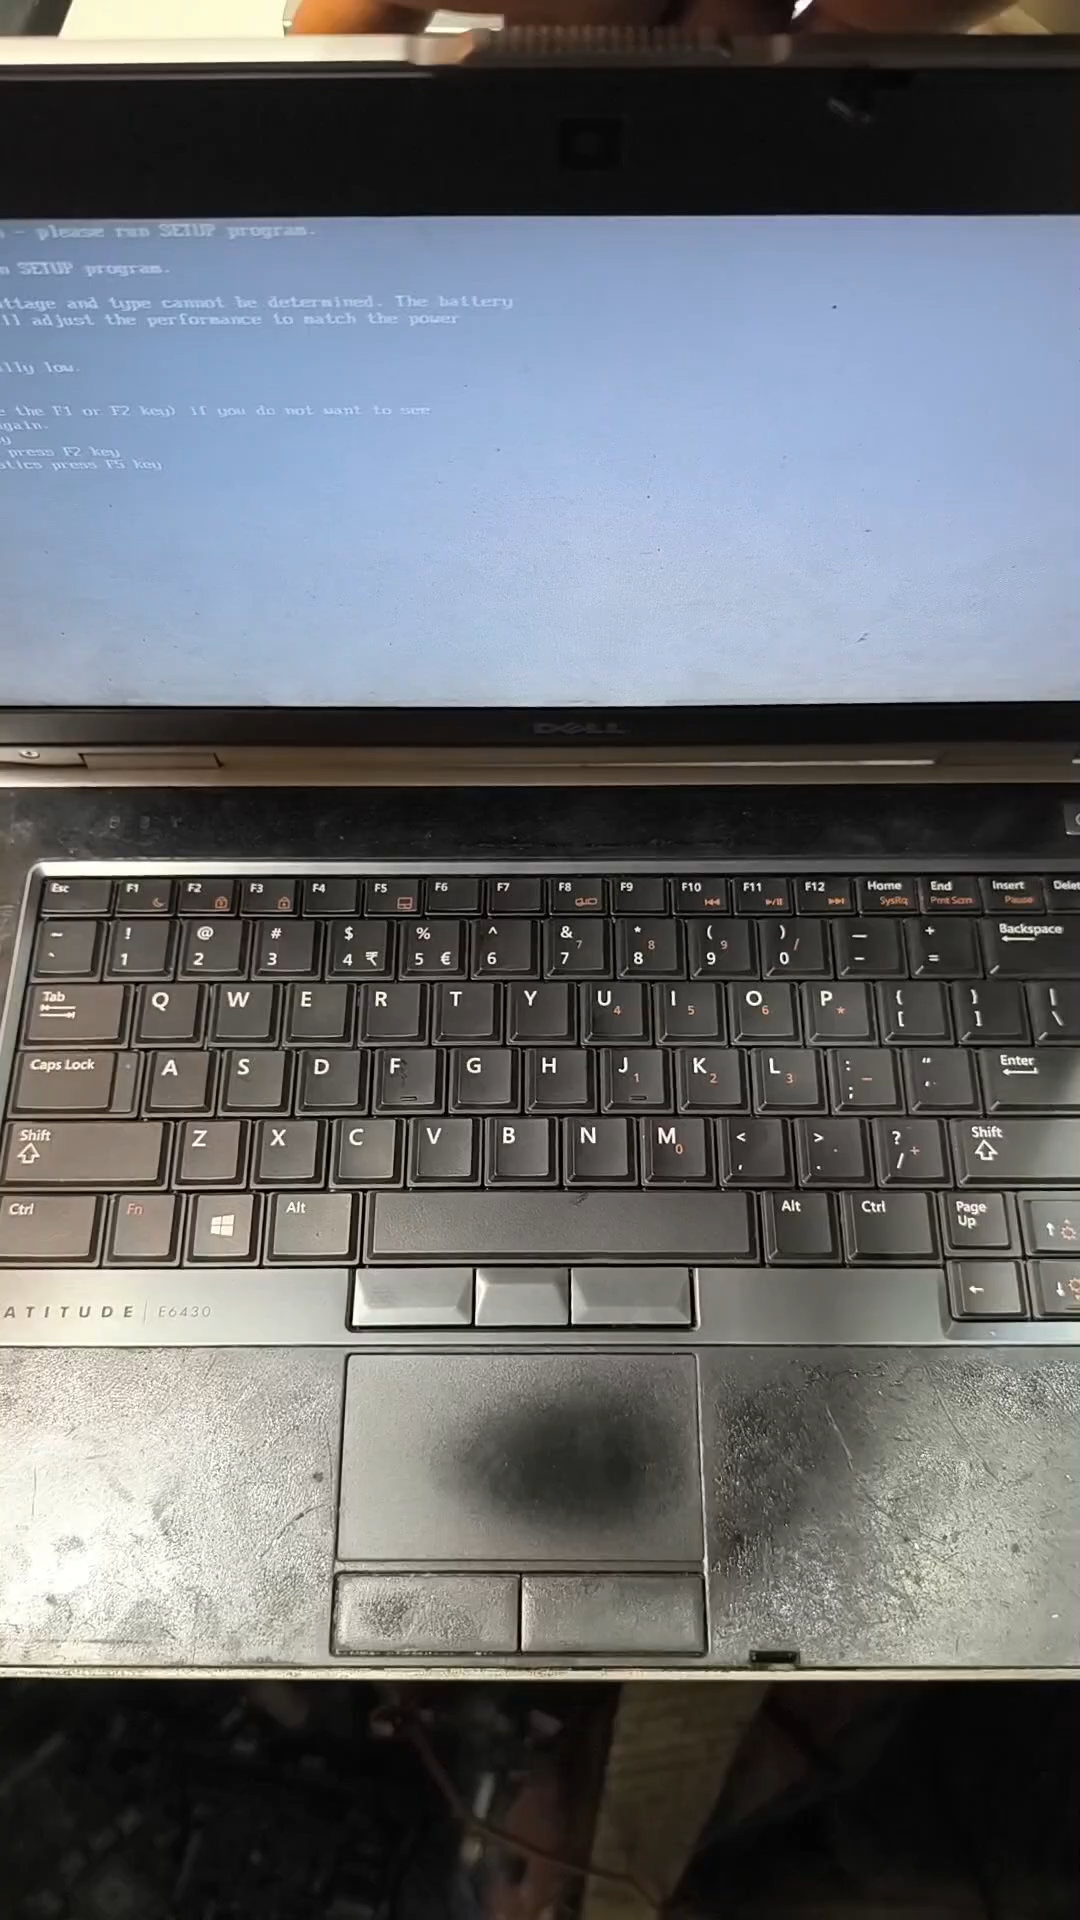 - please run SETUP program.
SETUP program.
and type cannot be determined. The battery
adjust the performance to match the power
low.
the F1 or F2 key) if you do not want to see
press F2 key
press F5 key
DELL
Esc F1 F2 F3 F4 F5 F6 F7 F8 F9 F10 F11 F12 Home End Insert
SysRq Prnt Scrn Pause
~ ! @ # $ % ^ & * ( ) — + Backspace
` 1 2 3 4 ₹ 5 € 6 7 7 8 8 9 9 0 / - =
Tab Q W E R T Y U 4 I 5 O 6 P * { [ } ] | \
Caps Lock A S D F G H J 1 K 2 L 3 : ; – “ ‘ Enter
Shift Z X C V B N M 0 < , > . . ? / + Shift
Ctrl Fn Alt Alt Ctrl Page Up ↑
← ↓
ATITUDE | E6430